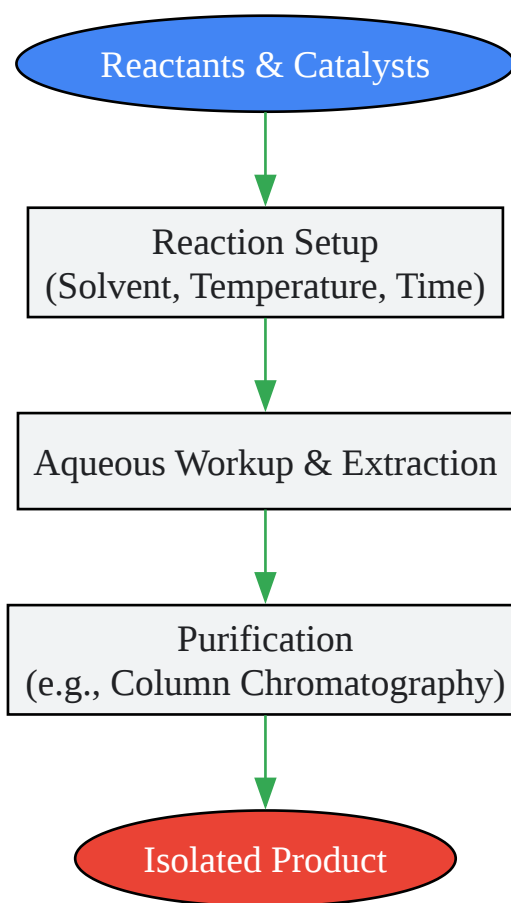 Reactants & Catalysts
Reaction Setup
(Solvent, Temperature, Time)
Aqueous Workup & Extraction
Purification
(e.g., Column Chromatography)
Isolated Product